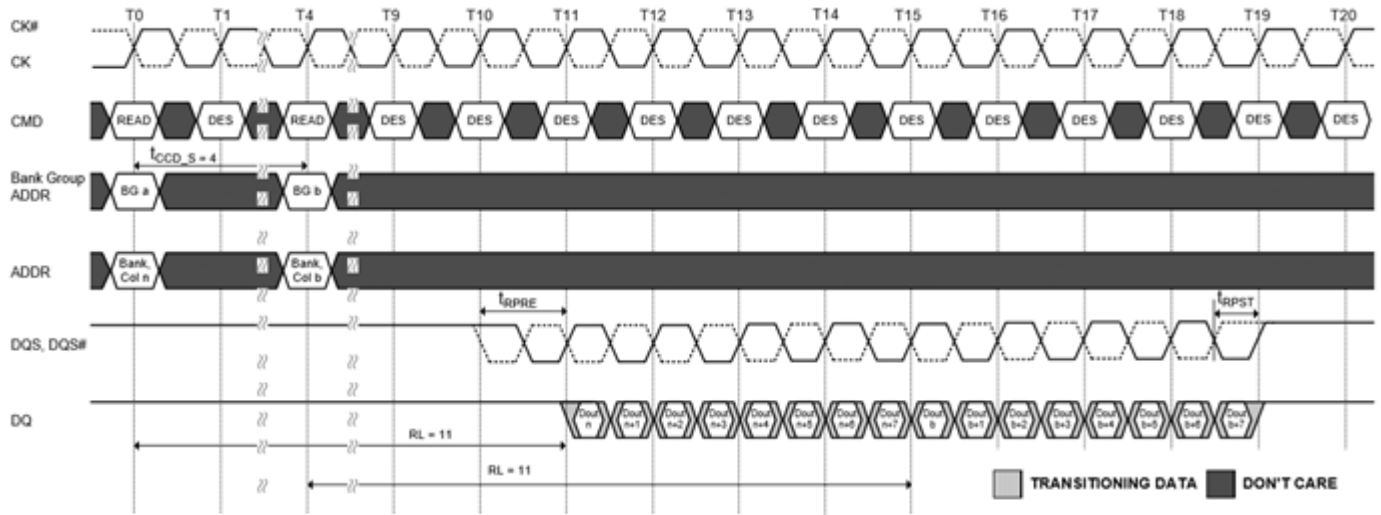 T0 T1 T4 T9 T10 T11 T12 T13 T14 T15 T16 T17 T18 T19 T20
CK#
CK
CMD READ DES READ DES DES DES DES DES DES DES DES DES DES DES DES
tCCD_S = 4
Bank Group
ADDR
BG a BG b
ADDR
Bank,
Col n
Bank,
Col b
tRPRE tRPST
DQS, DQS#
DQ
Dout
n
Dout
n+1
Dout
n+2
Dout
n+3
Dout
n+4
Dout
n+5
Dout
n+6
Dout
n+7
Dout
b
Dout
b+1
Dout
b+2
Dout
b+3
Dout
b+4
Dout
b+5
Dout
b+6
Dout
b+7
RL = 11
RL = 11
TRANSITIONING DATA DON'T CARE